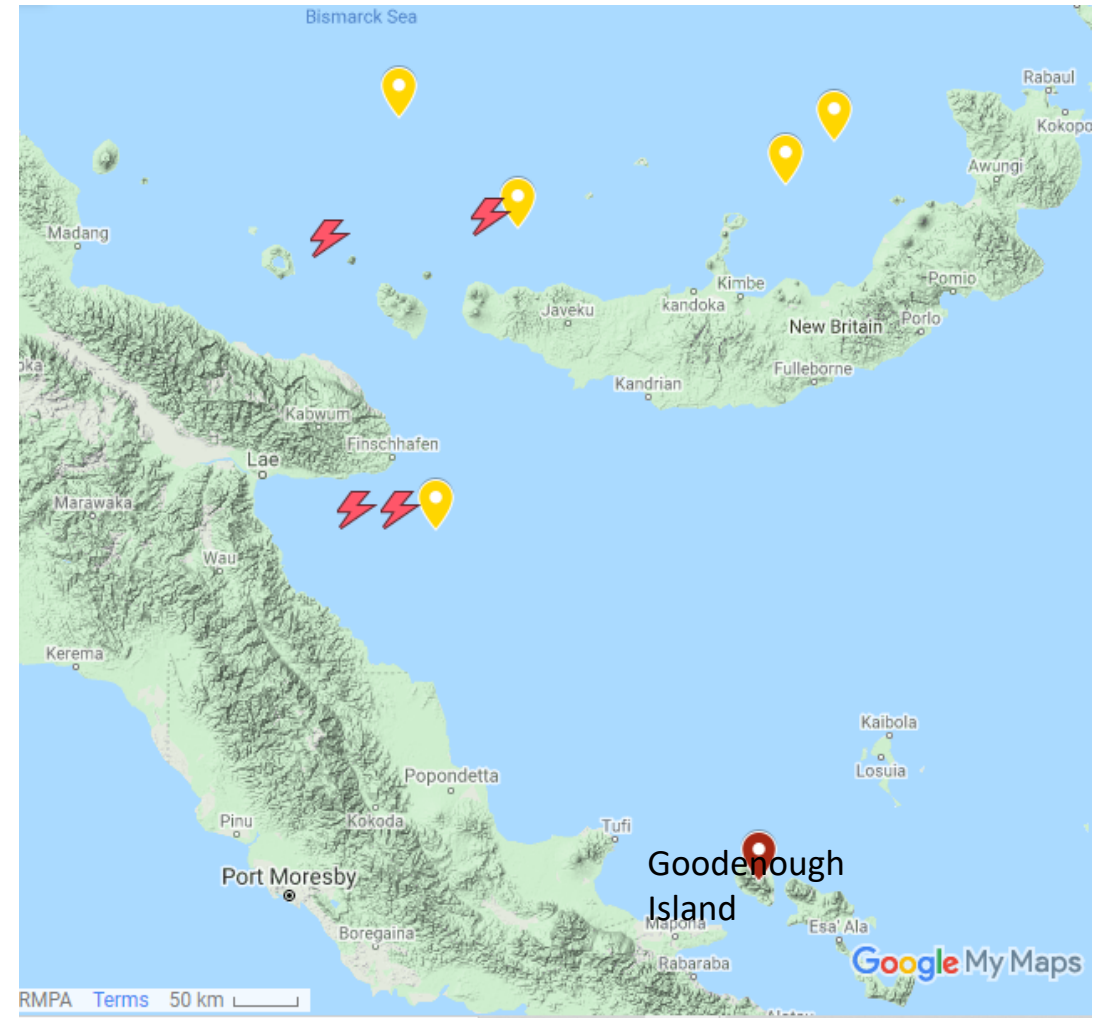 Bismarck Sea
Rabaul
Kokopo
Awungi
Madang
Pomio
Kimbe
kandoka
Javeku
Porlo
New Britain
Fulleborne
Kandrian
Kabwum
Finschhafen
Lae
Marawaka
Wau
Kerema
Kaibola
Losuia
Popondetta
Pinu
Kokoda
Tufi
Goodenough
Island
Port Moresby
Mapona
Esa' Ala
Boregaina
Rabaraba
Google My Maps
RMPA Terms 50 km